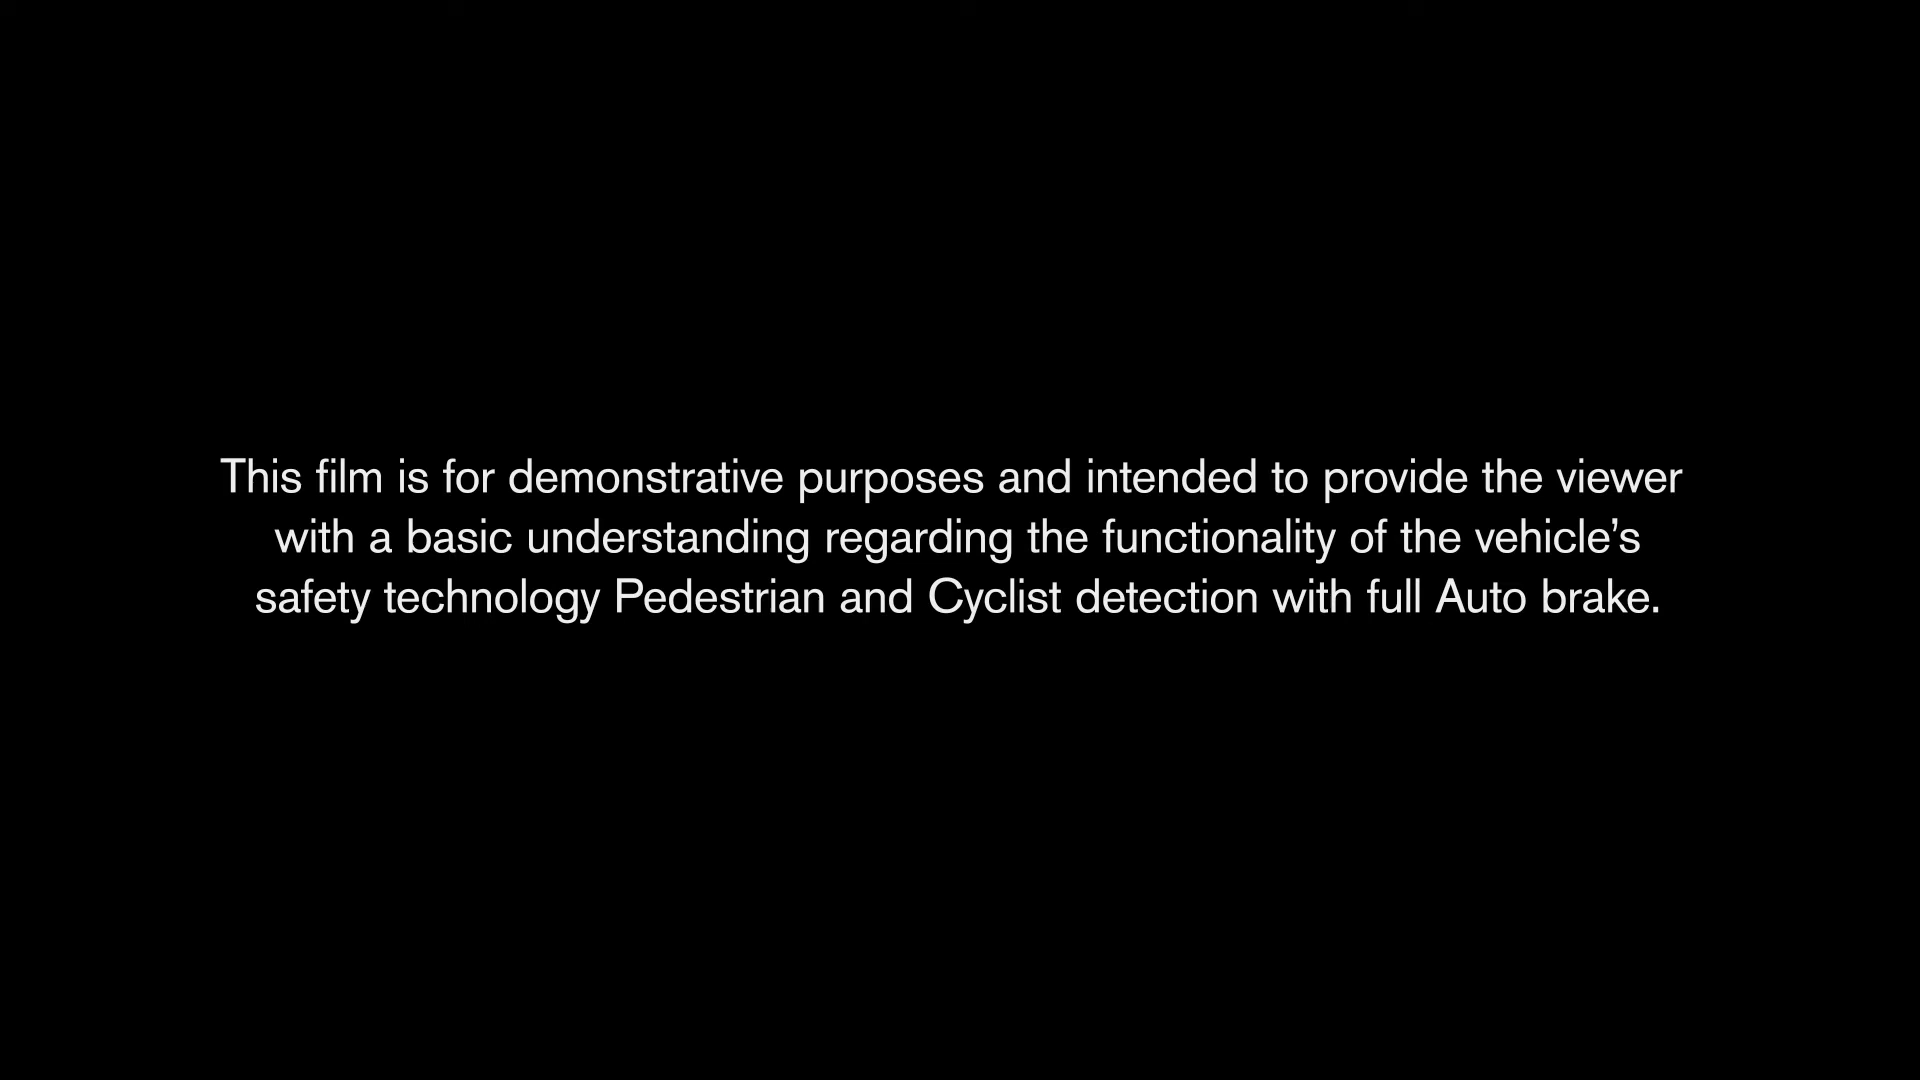 This film is for demonstrative purposes and intended to provide the viewer
with a basic understanding regarding the functionality of the vehicle’s
safety technology Pedestrian and Cyclist detection with full Auto brake.